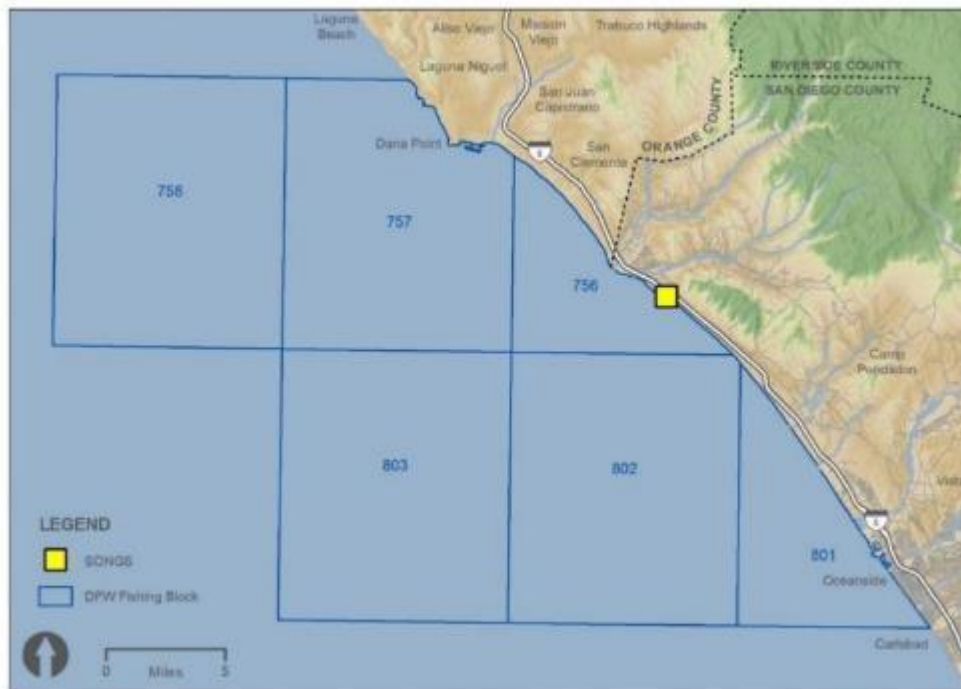 Laguna
Beach
Aliso Viejo
Mission
Viejo
Trabuco Highlands
Laguna Niguel
RIVERSIDE COUNTY
SAN DIEGO COUNTY
San Juan
Capistrano
Dana Point
5
San
Clemente
ORANGE COUNTY
758
757
756
Camp
Pendleton
803
802
Vista
5
801
Oceanside
Carlsbad
LEGEND
SONGS
DFW Fishing Block
0
5
Miles